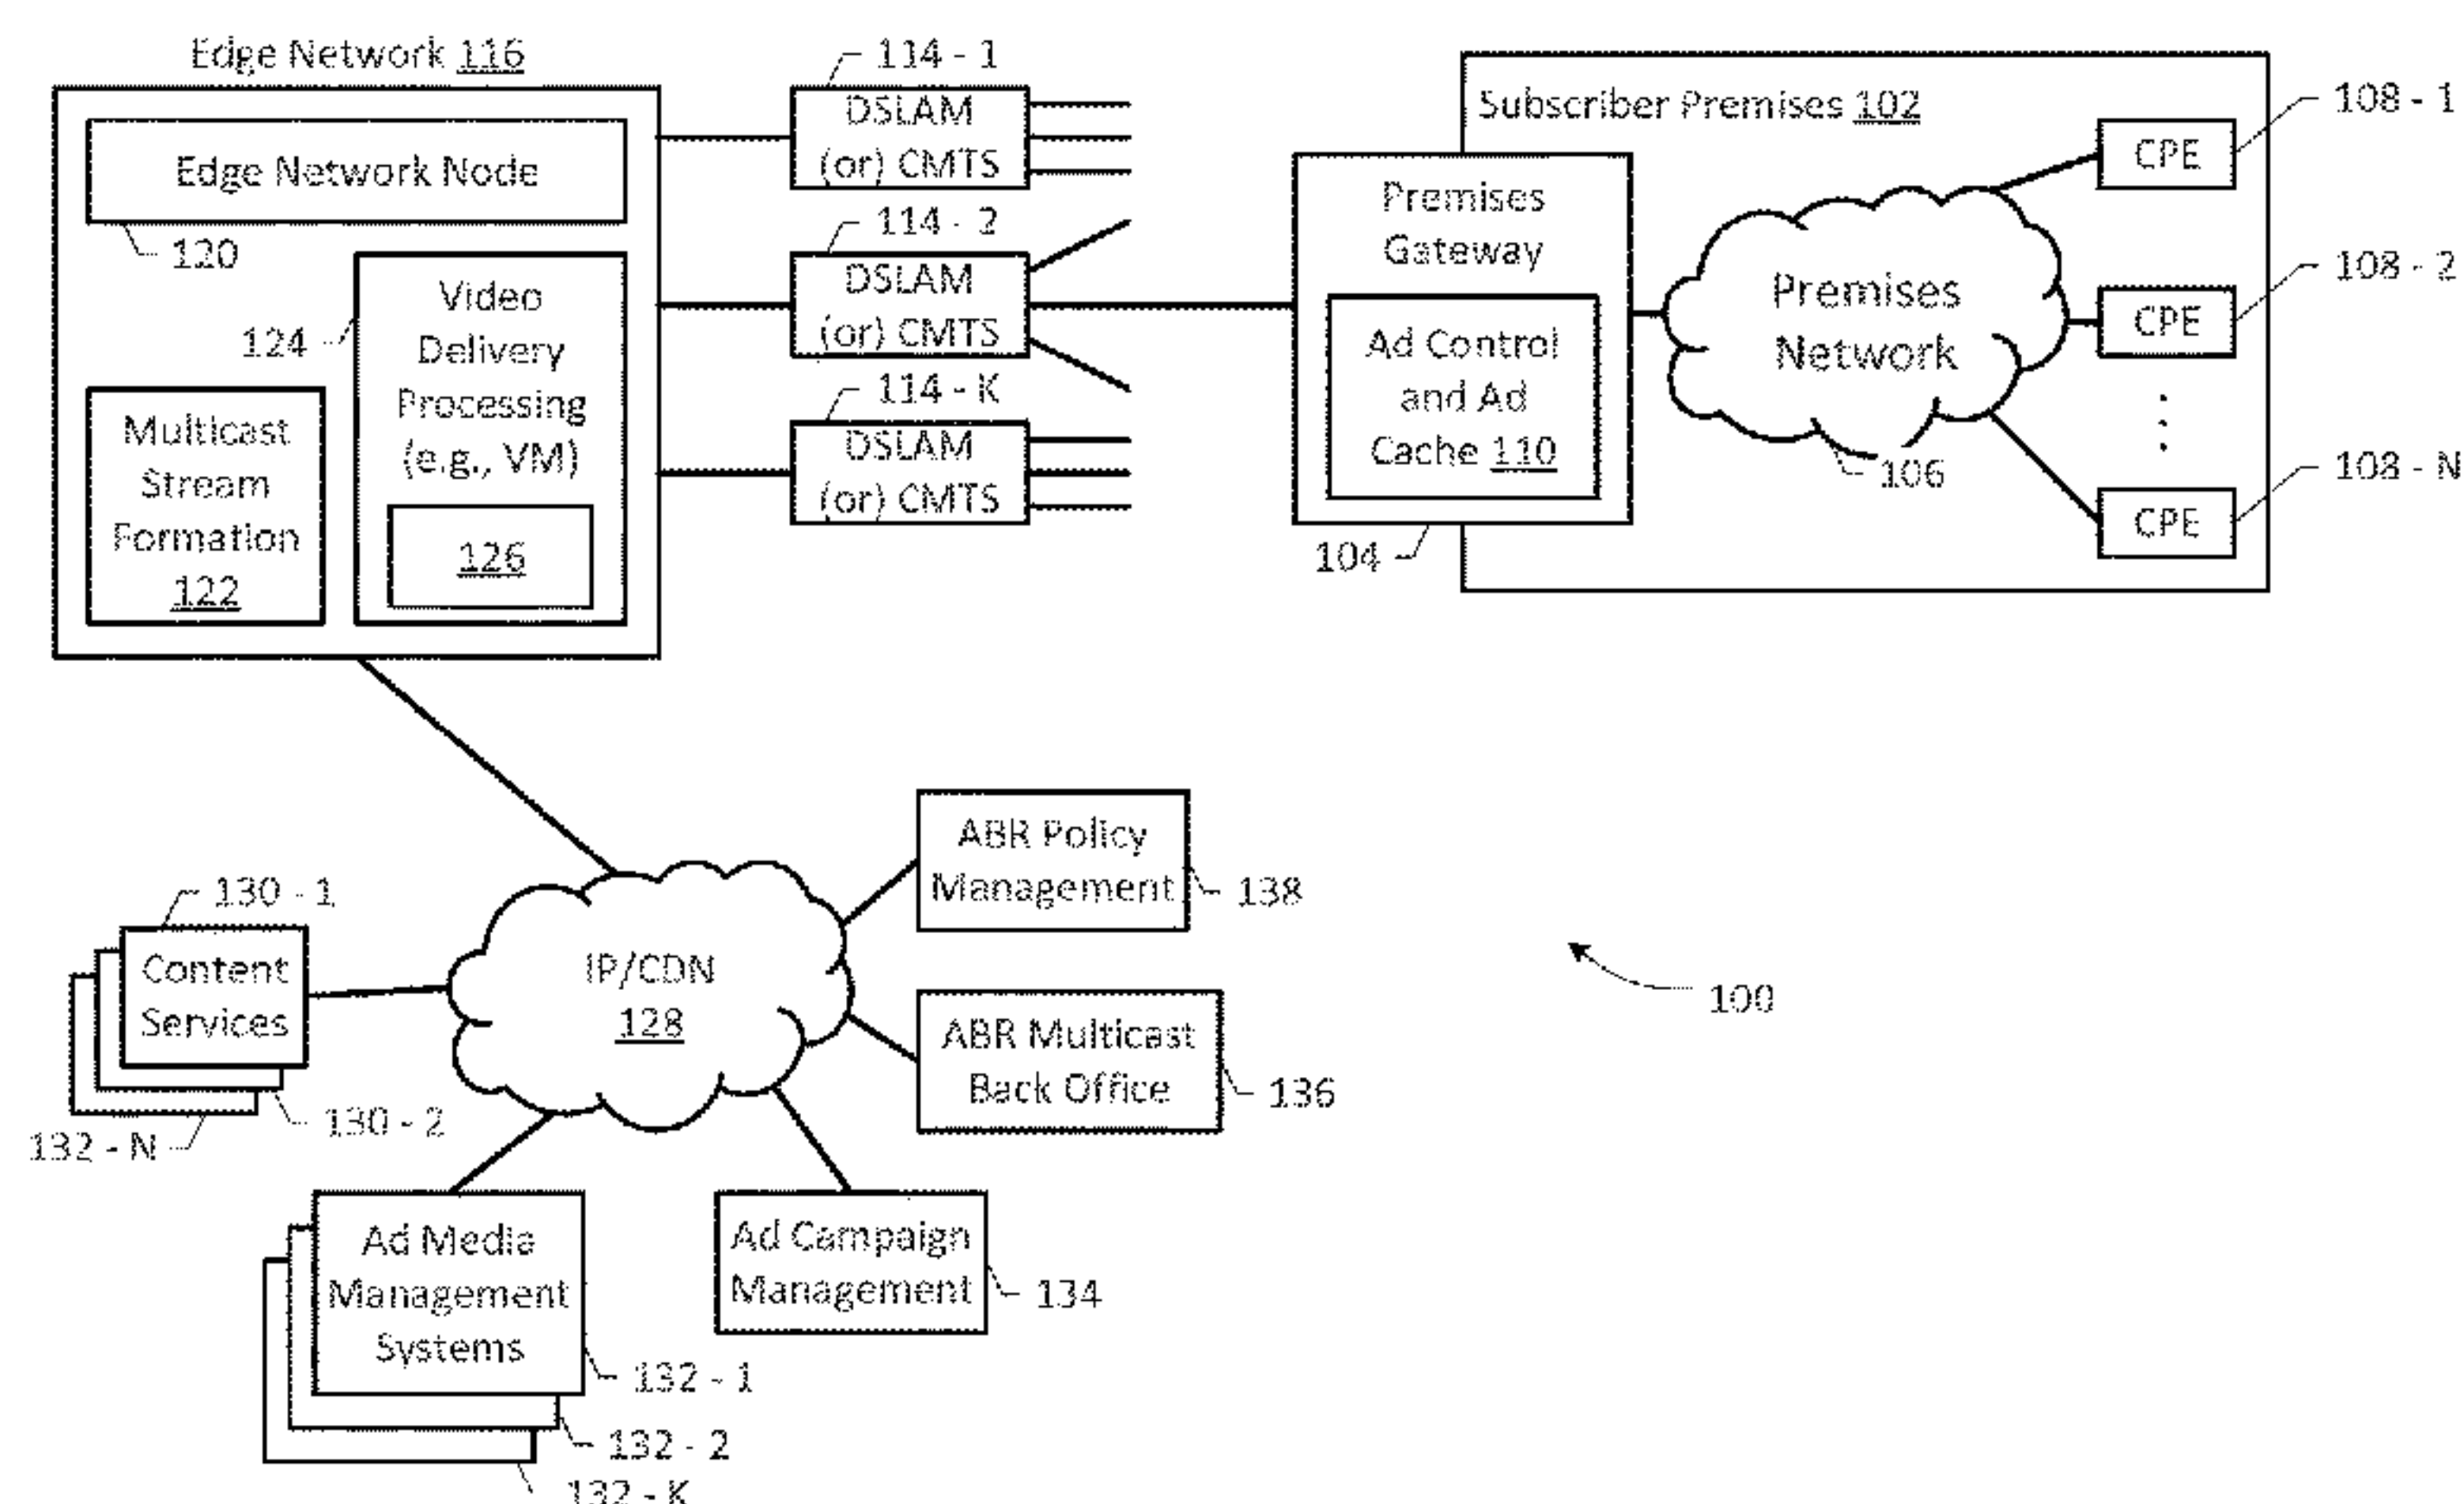 Edge Network 116
Edge Network Node
120
124
Video
Delivery
Processing
(e.g., VM)
126
Multicast
Stream
Formation
122
114 - 1
DSLAM
(or) CMTS
114 - 2
DSLAM
(or) CMTS
114 - K
DSLAM
(or) CMTS
Subscriber Premises 102
Premises
Gateway
Ad Control
and Ad
Cache 110
104
Premises
Network
106
CPE
108 - 1
CPE
108 - 2
CPE
108 - N
130 - 1
Content
Services
130 - 2
132 - N
IP/CDN
128
ABR Policy
Management
138
ABR Multicast
Back Office
136
100
Ad Media
Management
Systems
132 - 1
132 - 2
132 - K
Ad Campaign
Management
134